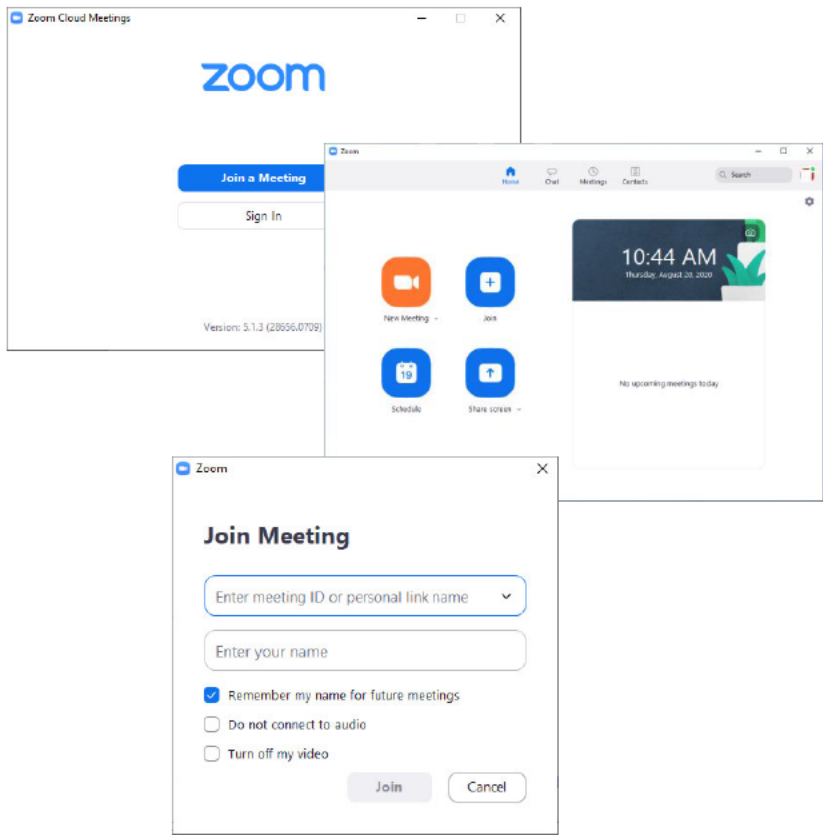 Zoom Cloud Meetings
zoom
Join a Meeting
Sign In
Version: 5.1.3 (28656.0709)
Zoom
Home
Chat
Meetings
Contacts
Search
New Meeting
Join
Schedule
19
Share screen
10:44 AM
Thursday, August 20, 2020
No upcoming meetings today
Zoom
Join Meeting
Enter meeting ID or personal link name
Enter your name
Remember my name for future meetings
Do not connect to audio
Turn off my video
Join
Cancel